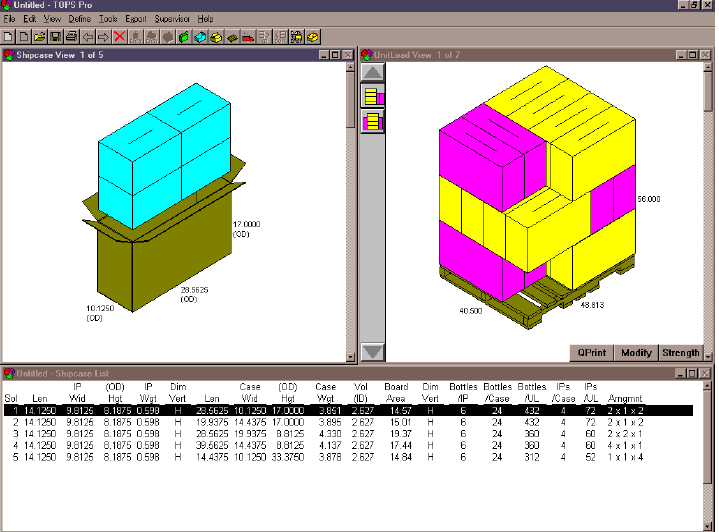 Untitled - TOPS Pro
File Edit View Define Tools Export Supervisor Help
Shipcase View 1 of 5
17.0000
(OD)
28.5625
(OD)
10.1250
(OD)
UnitLoad View 1 of 7
56.000
48.813
40.500
QPrint Modify Strength
Untitled - Shipcase List
IP (OD) IP Dim Case (OD) Case Vol Board Dim Bottles Bottles Bottles IPs IPs
Sol Len Wid Hgt Wgt Vert Len Wid Hgt Wgt (ID) Area Vert /IP /Case /UL /Case /UL Arngmnt
1 14.1250 9.8125 8.1875 0.598 H 28.5625 10.1250 17.0000 3.851 2.627 14.57 H 6 24 432 4 72 2 x 1 x 2
2 14.1250 9.8125 8.1875 0.598 H 19.9375 14.4375 17.0000 3.895 2.627 15.01 H 6 24 432 4 72 1 x 2 x 2
3 14.1250 9.8125 8.1875 0.598 H 28.5625 19.9375 8.8125 4.330 2.627 19.37 H 6 24 360 4 60 2 x 2 x 1
4 14.1250 9.8125 8.1875 0.598 H 39.5625 14.4375 8.8125 4.137 2.627 17.44 H 6 24 360 4 60 4 x 1 x 1
5 14.1250 9.8125 8.1875 0.598 H 14.4375 10.1250 33.3750 3.878 2.627 14.84 H 6 24 312 4 52 1 x 1 x 4